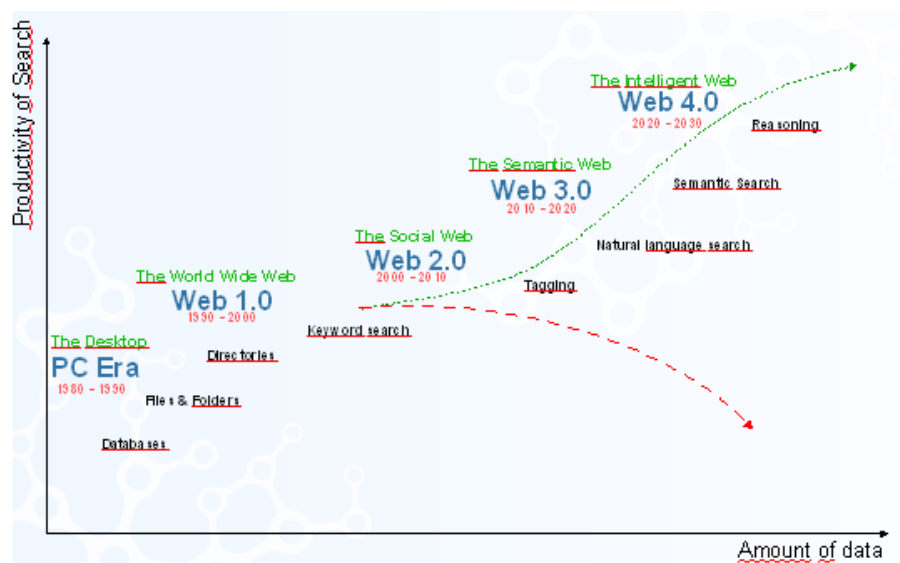 Productivity of Search
The Intelligent Web
Web 4.0
2020 - 2030
Reasoning
The Semantic Web
Web 3.0
2010 - 2020
Semantic Search
The Social Web
Web 2.0
2000 - 2010
Natural language search
Tagging
The World Wide Web
Web 1.0
1990 - 2000
Keyword search
The Desktop
PC Era
1980 - 1990
Directories
Files & Folders
Databases
Amount of data